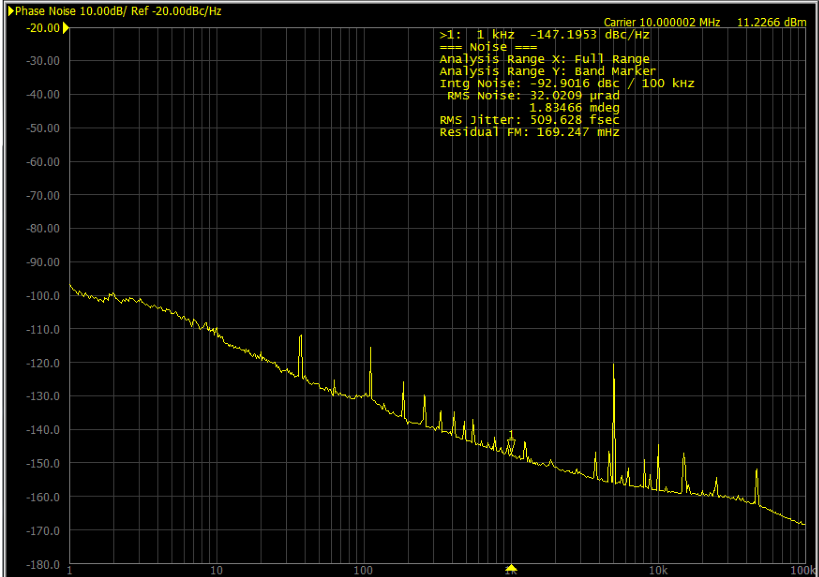 ▶Phase Noise 10.00dB/ Ref -20.00dBc/Hz
Carrier 10.000002 MHz 11.2266 dBm
>1: 1 kHz -147.1953 dBc/Hz
=== Noise ===
Analysis Range X: Full Range
Analysis Range Y: Band Marker
Intg Noise: -92.9016 dBc / 100 kHz
RMS Noise: 32.0209 µrad
1.83466 mdeg
RMS Jitter: 509.628 fsec
Residual FM: 169.247 mHz
-20.00
-30.00
-40.00
-50.00
-60.00
-70.00
-80.00
-90.00
-100.0
-110.0
-120.0
-130.0
-140.0
-150.0
-160.0
-170.0
-180.0
1
1 10 100 1k 10k 100k